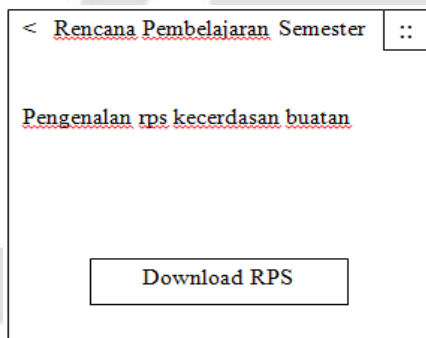 < Rencana Pembelajaran Semester ::
Pengenalan rps kecerdasan buatan
Download RPS